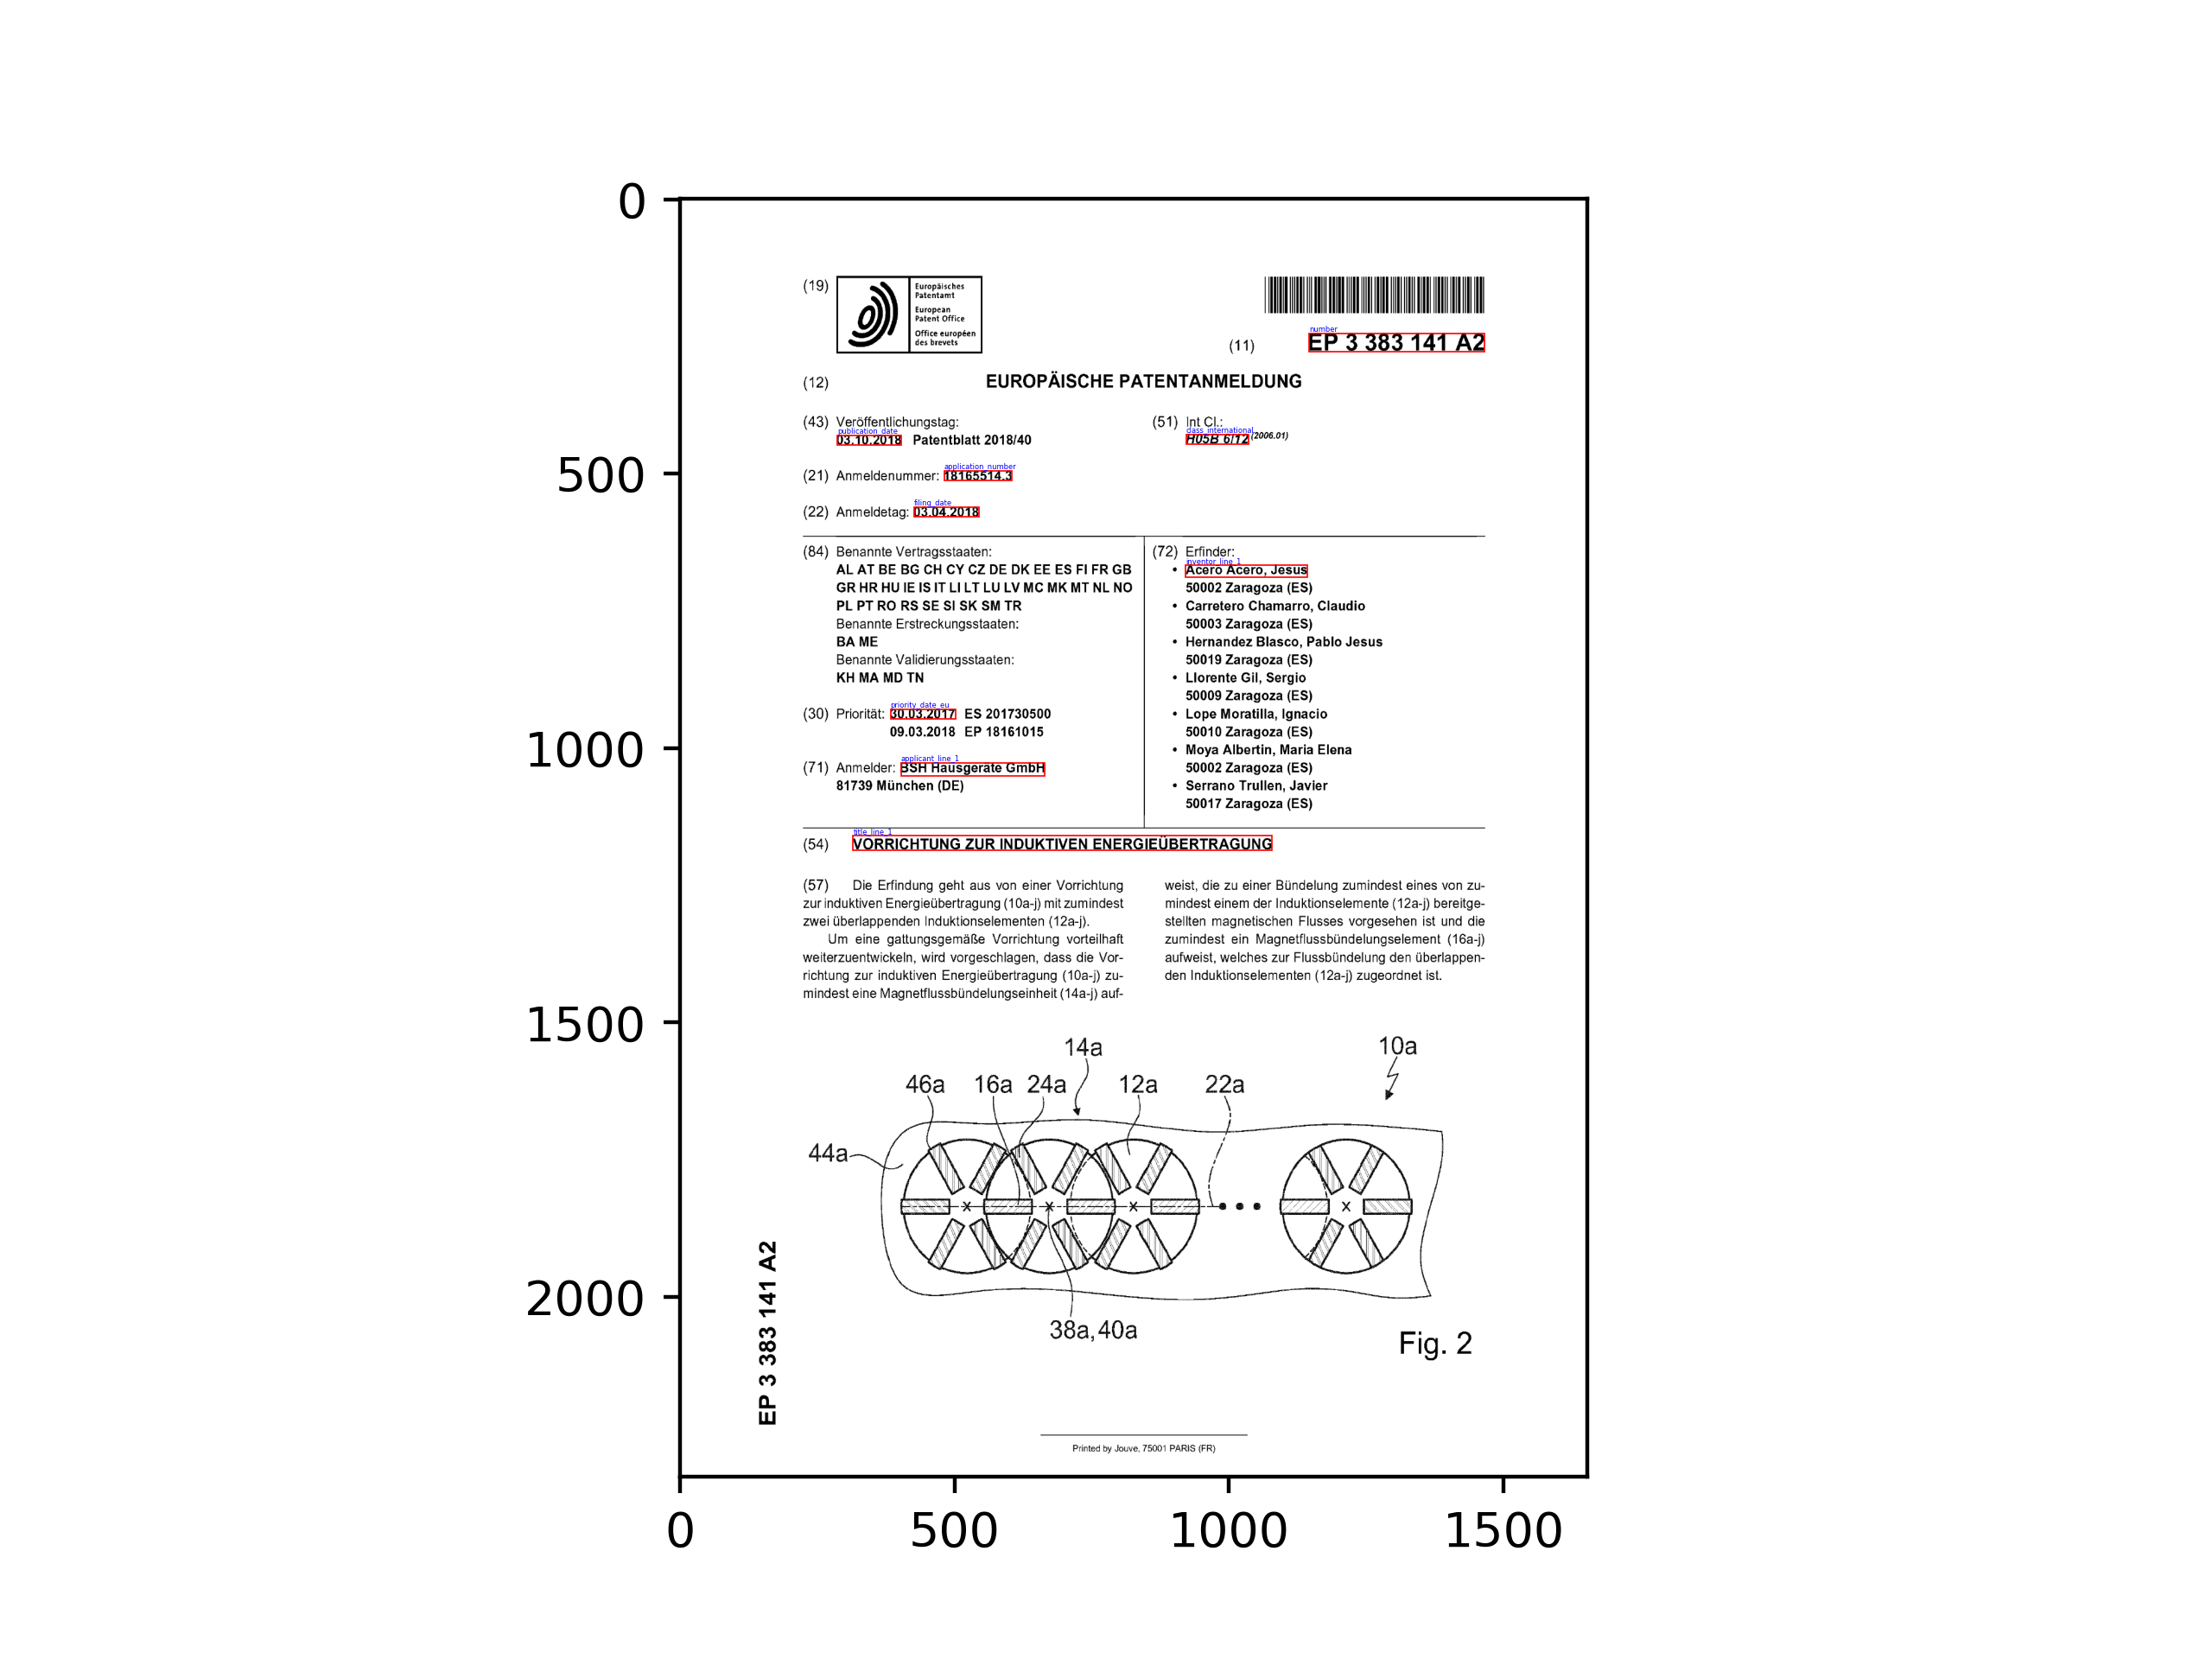 0
500
1000
1500
2000
0
500
1000
1500
(19)
Europäisches
Patentamt
European
Patent Office
Office européen
des brevets
number
(11)
EP 3 383 141 A2
(12)
EUROPÄISCHE PATENTANMELDUNG
(43) Veröffentlichungstag:
publication_date
03.10.2018 Patentblatt 2018/40
(21) Anmeldenummer: 18165514.3
application_number
(22) Anmeldetag: 03.04.2018
filing_date
(51) Int Cl.:
class_international
H05B 6/12 (2006.01)
(84) Benannte Vertragsstaaten:
AL AT BE BG CH CY CZ DE DK EE ES FI FR GB
GR HR HU IE IS IT LI LT LU LV MC MK MT NL NO
PL PT RO RS SE SI SK SM TR
Benannte Erstreckungsstaaten:
BA ME
Benannte Validierungsstaaten:
KH MA MD TN
priority_date_eu
(30) Priorität: 30.03.2017 ES 201730500
09.03.2018 EP 18161015
applicant_line_1
(71) Anmelder: BSH Hausgeräte GmbH
81739 München (DE)
(72) Erfinder:
inventor_line_1
• Acero Acero, Jesus
50002 Zaragoza (ES)
• Carretero Chamarro, Claudio
50003 Zaragoza (ES)
• Hernandez Blasco, Pablo Jesus
50019 Zaragoza (ES)
• Llorente Gil, Sergio
50009 Zaragoza (ES)
• Lope Moratilla, Ignacio
50010 Zaragoza (ES)
• Moya Albertin, Maria Elena
50002 Zaragoza (ES)
• Serrano Trullen, Javier
50017 Zaragoza (ES)
title_line_1
(54) VORRICHTUNG ZUR INDUKTIVEN ENERGIEÜBERTRAGUNG
(57) Die Erfindung geht aus von einer Vorrichtung
zur induktiven Energieübertragung (10a-j) mit zumindest
zwei überlappenden Induktionselementen (12a-j).
Um eine gattungsgemäße Vorrichtung vorteilhaft
weiterzuentwickeln, wird vorgeschlagen, dass die Vor-
richtung zur induktiven Energieübertragung (10a-j) zu-
mindest eine Magnetflussbündelungseinheit (14a-j) auf-
weist, die zu einer Bündelung zumindest eines von zu-
mindest einem der Induktionselemente (12a-j) bereitge-
stellten magnetischen Flusses vorgesehen ist und die
zumindest ein Magnetflussbündelungselement (16a-j)
aufweist, welches zur Flussbündelung den überlappen-
den Induktionselementen (12a-j) zugeordnet ist.
14a
10a
46a 16a 24a 12a 22a
44a
38a,40a
Fig. 2
EP 3 383 141 A2
Printed by Jouve, 75001 PARIS (FR)